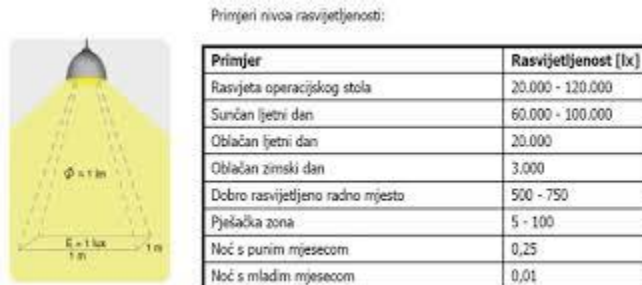 Primjeri nivoa rasvijetljenosti:
Φ = 1 lm
E = 1 lux
1 m
1 m
Primjer Rasvijetljenost [lx]
Rasvjeta operacijskog stola 20.000 - 120.000
Sunčan ljetni dan 60.000 - 100.000
Oblačan ljetni dan 20.000
Oblačan zimski dan 3.000
Dobro rasvijetljeno radno mjesto 500 - 750
Pješačka zona 5 - 100
Noć s punim mjesecom 0,25
Noć s mladim mjesecom 0,01